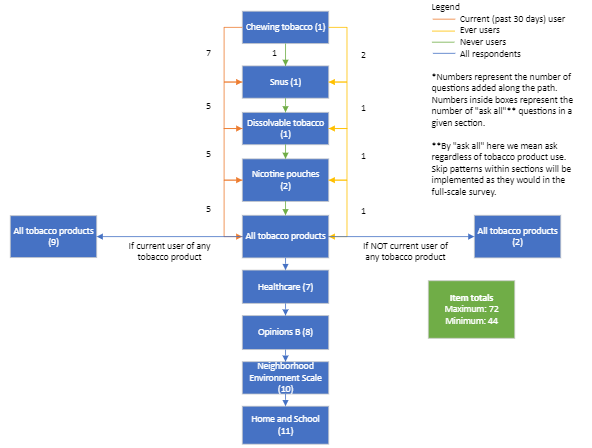 Legend
Current (past 30 days) user
Ever users
Never users
All respondents
*Numbers represent the number of
questions added along the path.
Numbers inside boxes represent the
number of "ask all"** questions in a
given section.
**By "ask all" here we mean ask
regardless of tobacco product use.
Skip patterns within sections will be
implemented as they would in the
full-scale survey.
Chewing tobacco (1)
7
1
2
Snus (1)
5
1
Dissolvable tobacco
(1)
5
1
Nicotine pouches
(2)
5
1
All tobacco products
(9)
If current user of any
tobacco product
All tobacco products
If NOT current user of
any tobacco product
All tobacco products
(2)
Healthcare (7)
Opinions B (8)
Neighborhood
Environment Scale
(10)
Home and School
(11)
Item totals
Maximum: 72
Minimum: 44